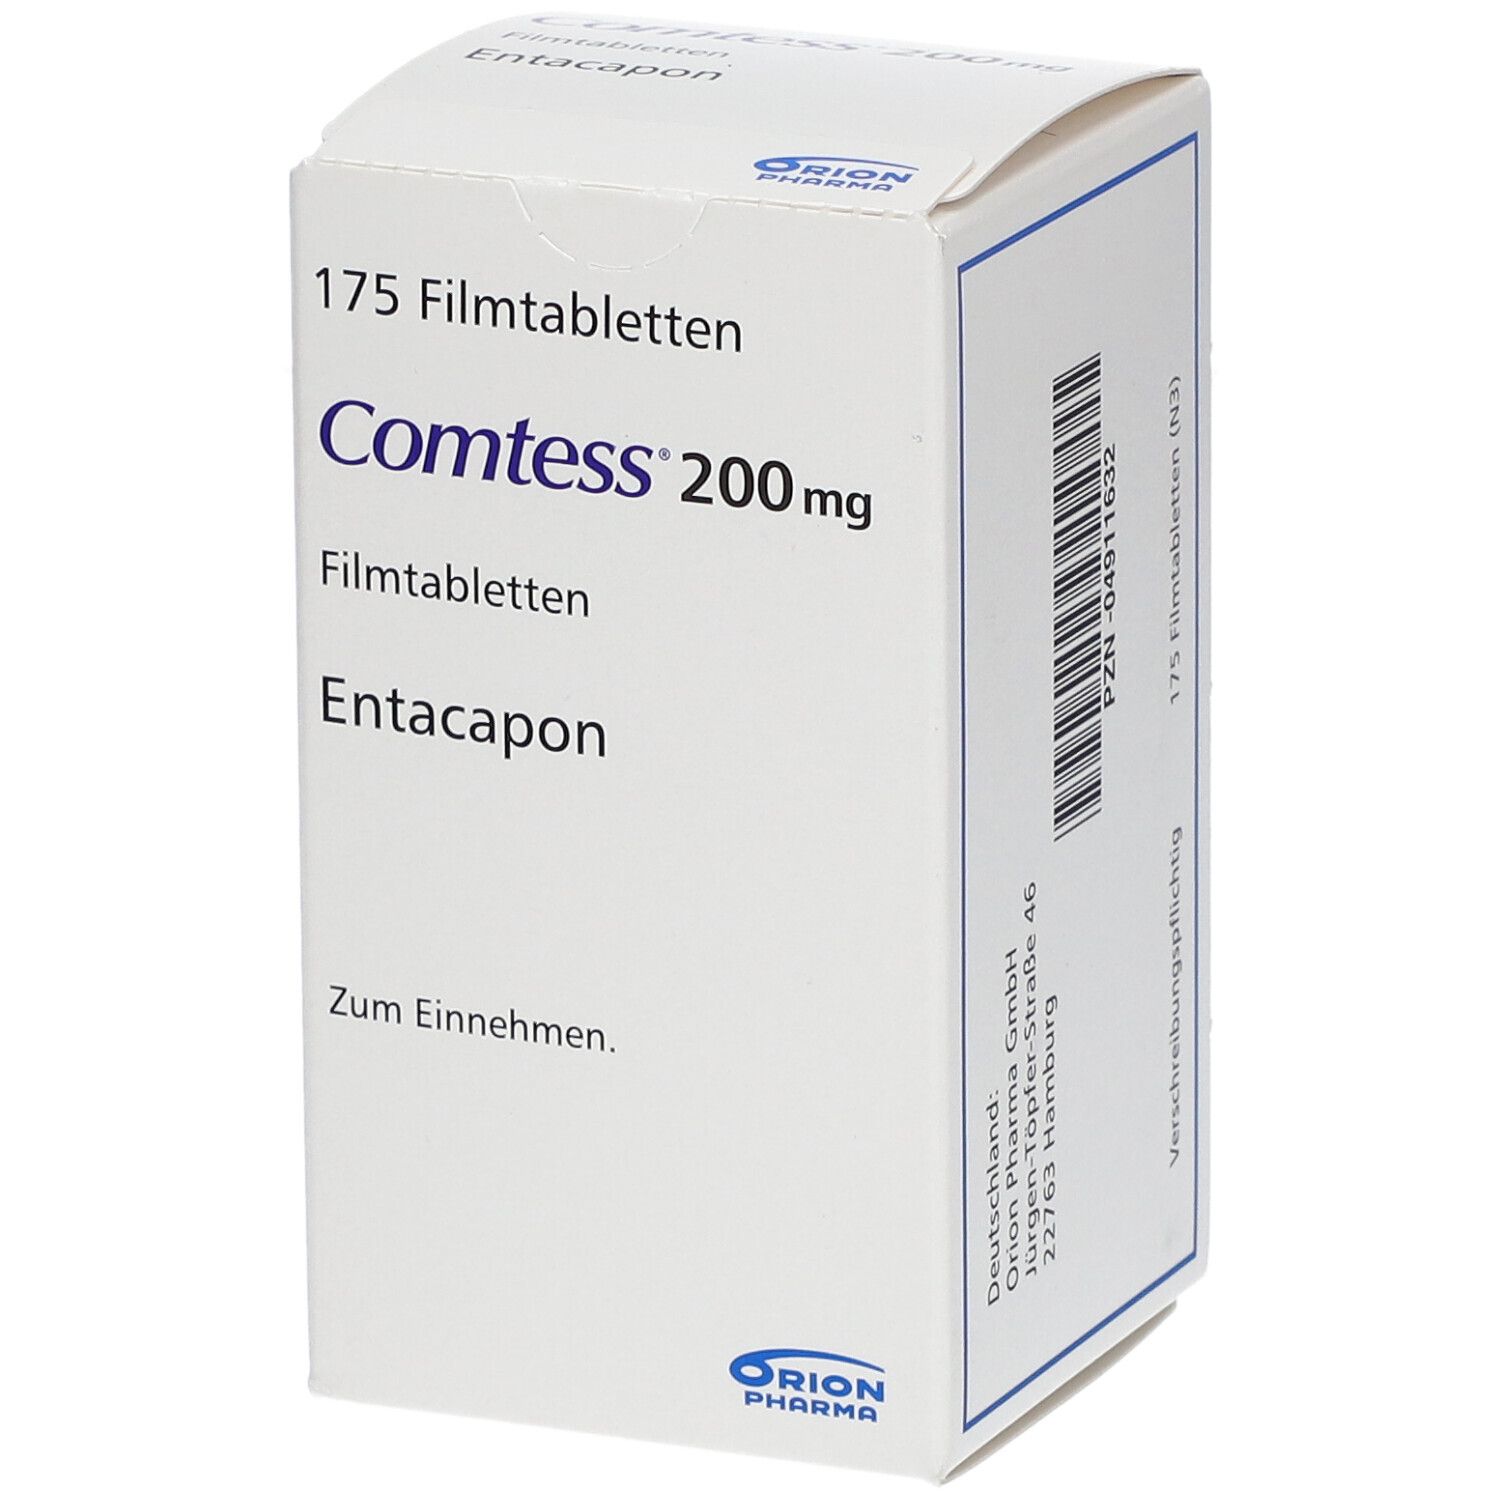 Comtess® 200 mg
Filmtabletten
Entacapon
ORION
PHARMA
175 Filmtabletten
Comtess® 200 mg
Filmtabletten
Entacapon
Zum Einnehmen.
ORION
PHARMA
PZN -04911632
175 Filmtabletten (N3)
Verschreibungspflichtig
Deutschland:
Orion Pharma GmbH
Jürgen-Töpfer-Straße 46
22763 Hamburg